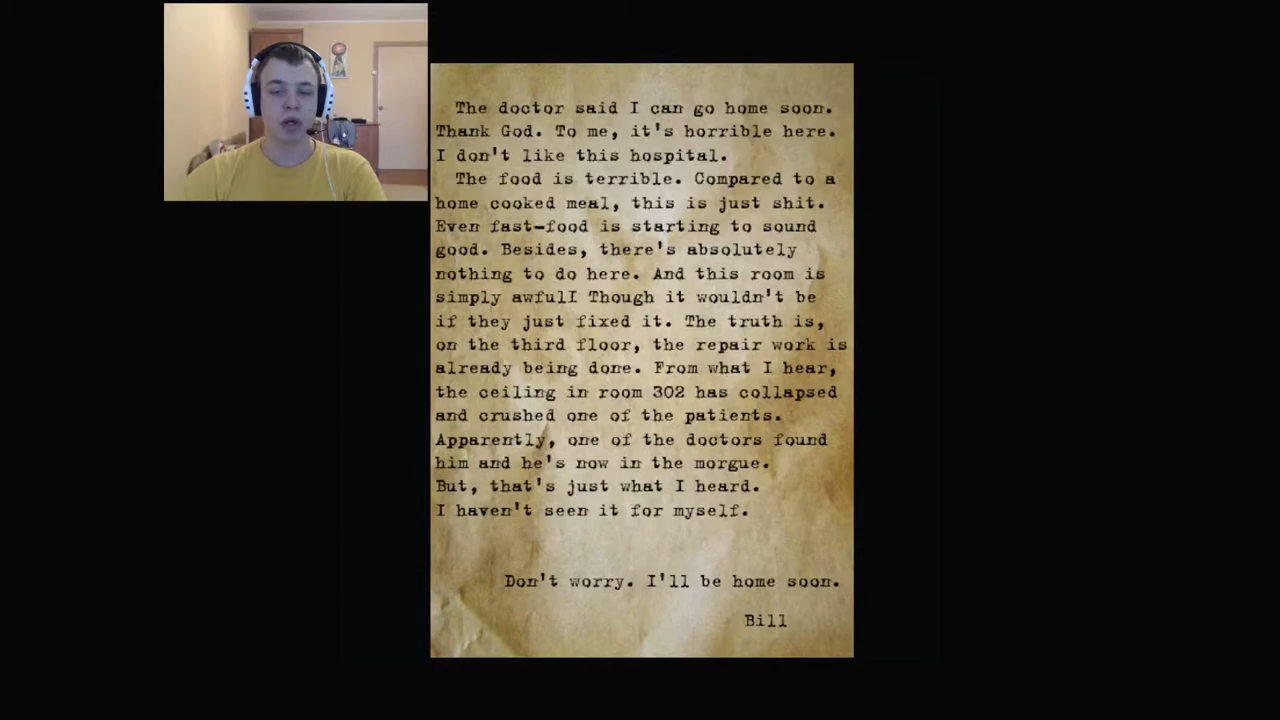 The doctor said I can go home soon.
Thank God. To me, it's horrible here.
I don't like this hospital.
The food is terrible. Compared to a
home cooked meal, this is just shit.
Even fast-food is starting to sound
good. Besides, there's absolutely
nothing to do here. And this room is
simply awfulI Though it wouldn't be
if they just fixed it. The truth is,
on the third floor, the repair work is
already being done. From what I hear,
the ceiling in room 302 has collapsed
and crushed one of the patients.
Apparently, one of the doctors found
him and he's now in the morgue.
But, that's just what I heard.
I haven't seen it for myself.
Don't worry. I'll be home soon.
Bill